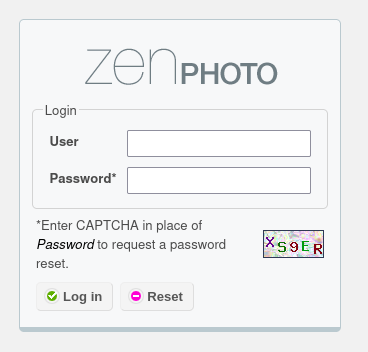 zenPHOTO
Login
User
Password*
*Enter CAPTCHA in place of
Password to request a password
reset.
XS9ER
Log in
Reset